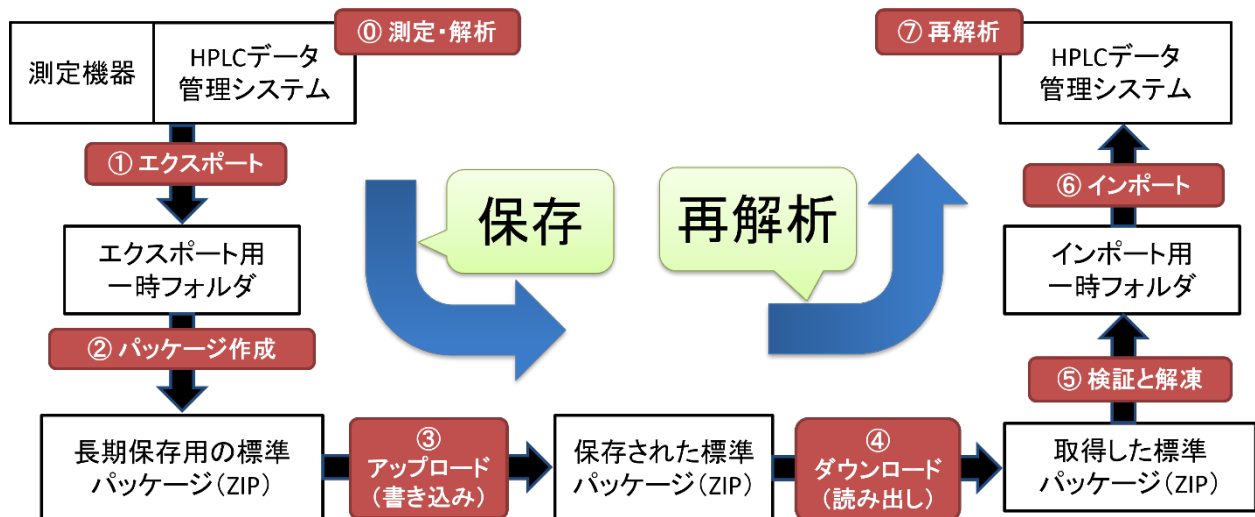 ⓪ 測定・解析
測定機器
HPLCデータ
管理システム
① エクスポート
エクスポート用
一時フォルダ
② パッケージ作成
長期保存用の標準
パッケージ（ZIP）
③
アップロード
（書き込み）
保存
保存された標準
パッケージ（ZIP）
再解析
④
ダウンロード
（読み出し）
取得した標準
パッケージ（ZIP）
⑤ 検証と解凍
インポート用
一時フォルダ
⑥ インポート
⑦ 再解析
HPLCデータ
管理システム